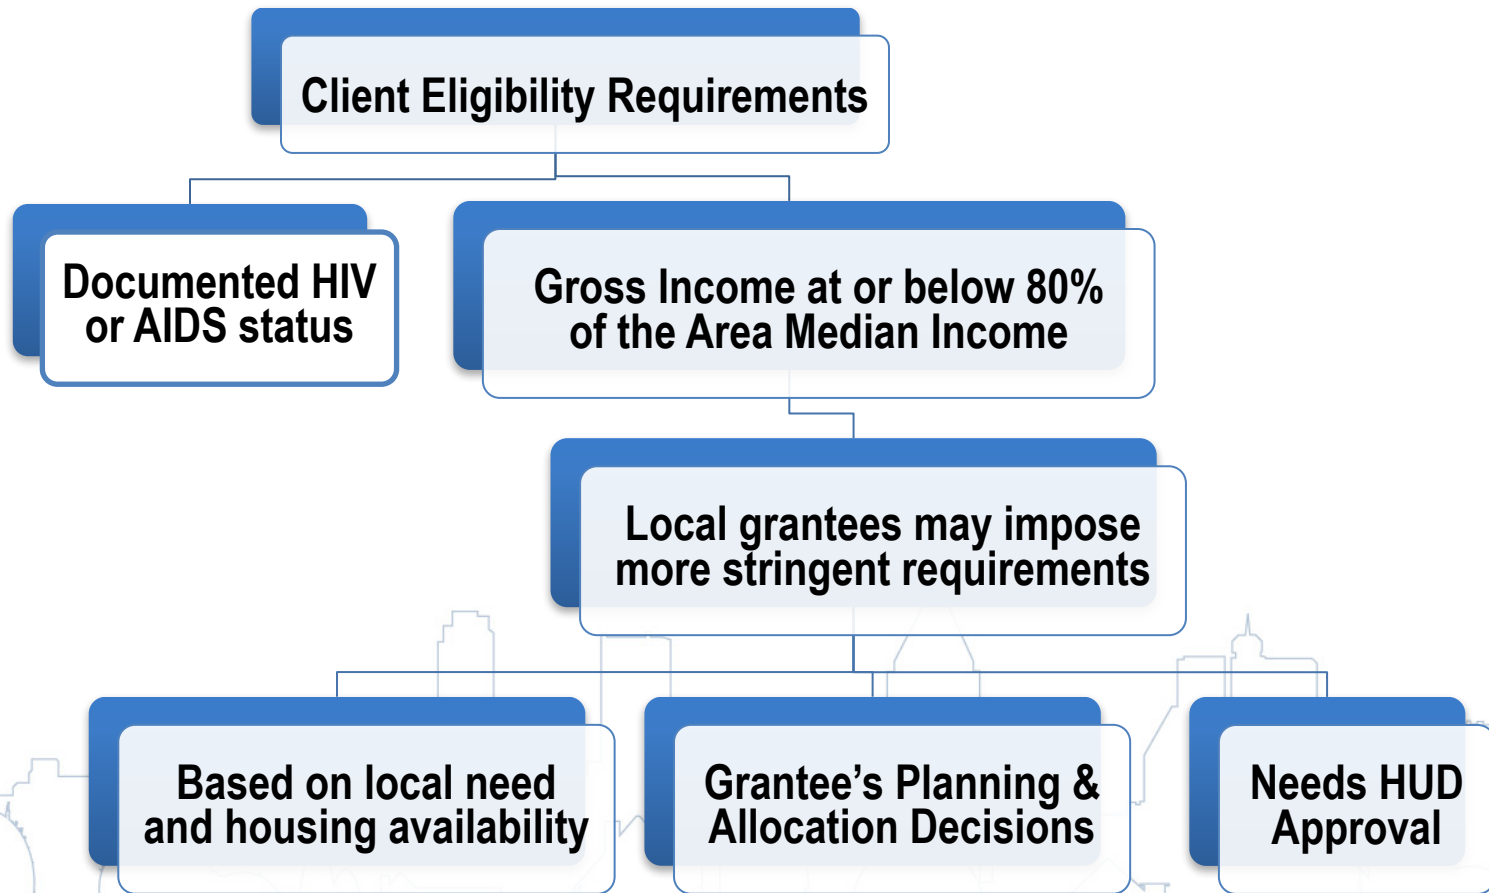 Client Eligibility Requirements
Documented HIV
or AIDS status
Gross Income at or below 80%
of the Area Median Income
Local grantees may impose
more stringent requirements
Based on local need
and housing availability
Grantee’s Planning &
Allocation Decisions
Needs HUD
Approval